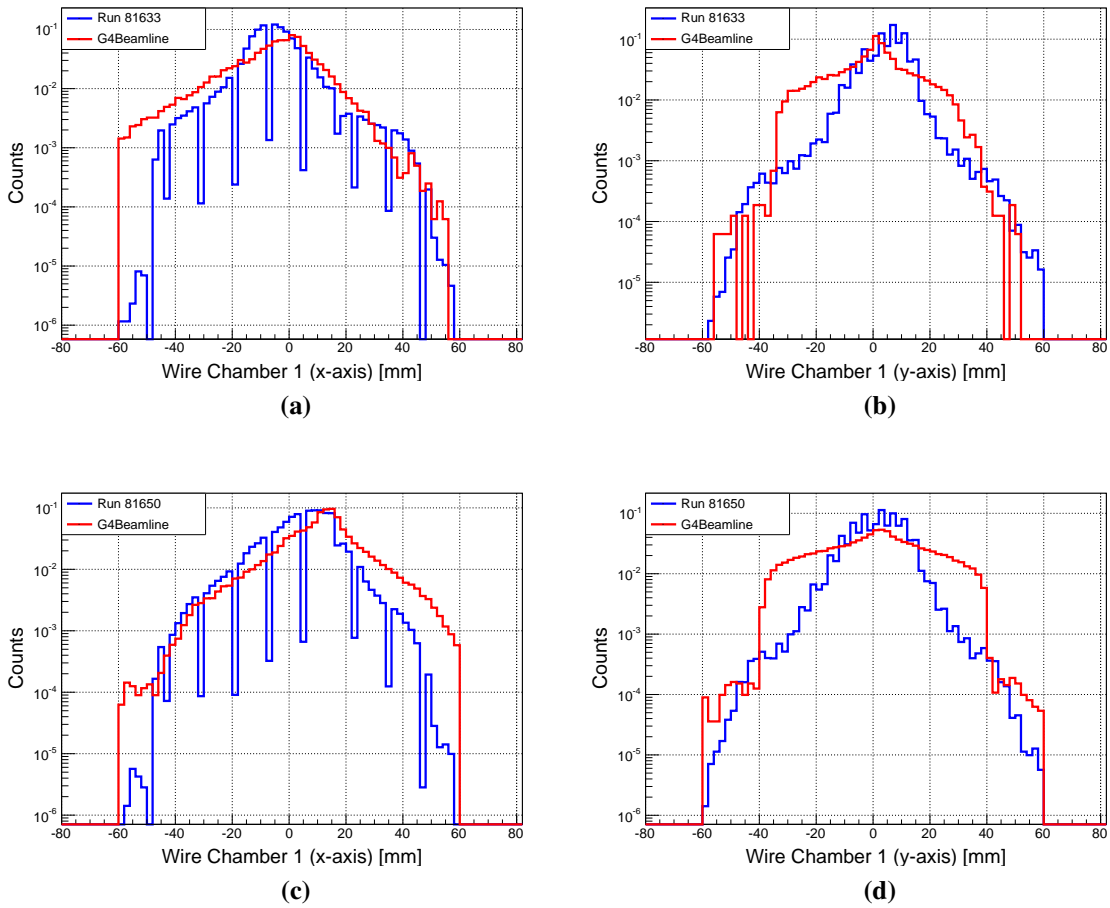 Run 81633
G4Beamline
Counts
10⁻¹
10⁻²
10⁻³
10⁻⁴
10⁻⁵
10⁻⁶
-80 -60 -40 -20 0 20 40 60 80
Wire Chamber 1 (x-axis) [mm]
(a)
Run 81633
G4Beamline
Counts
10⁻¹
10⁻²
10⁻³
10⁻⁴
10⁻⁵
-80 -60 -40 -20 0 20 40 60 80
Wire Chamber 1 (y-axis) [mm]
(b)
Run 81650
G4Beamline
Counts
10⁻¹
10⁻²
10⁻³
10⁻⁴
10⁻⁵
10⁻⁶
-80 -60 -40 -20 0 20 40 60 80
Wire Chamber 1 (x-axis) [mm]
(c)
Run 81650
G4Beamline
Counts
10⁻¹
10⁻²
10⁻³
10⁻⁴
10⁻⁵
10⁻⁶
-80 -60 -40 -20 0 20 40 60 80
Wire Chamber 1 (y-axis) [mm]
(d)